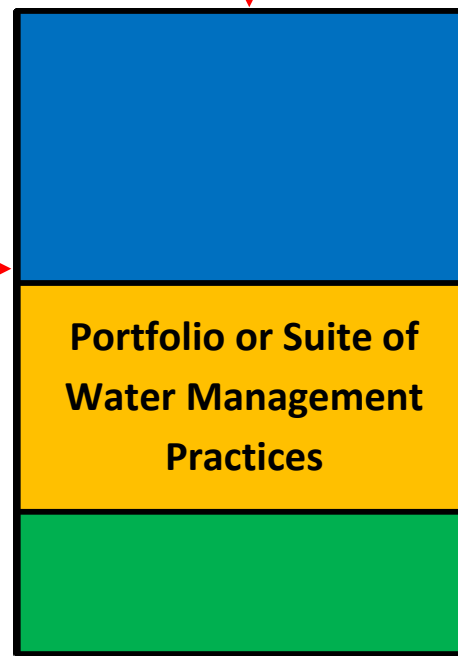 Portfolio or Suite of
Water Management
Practices